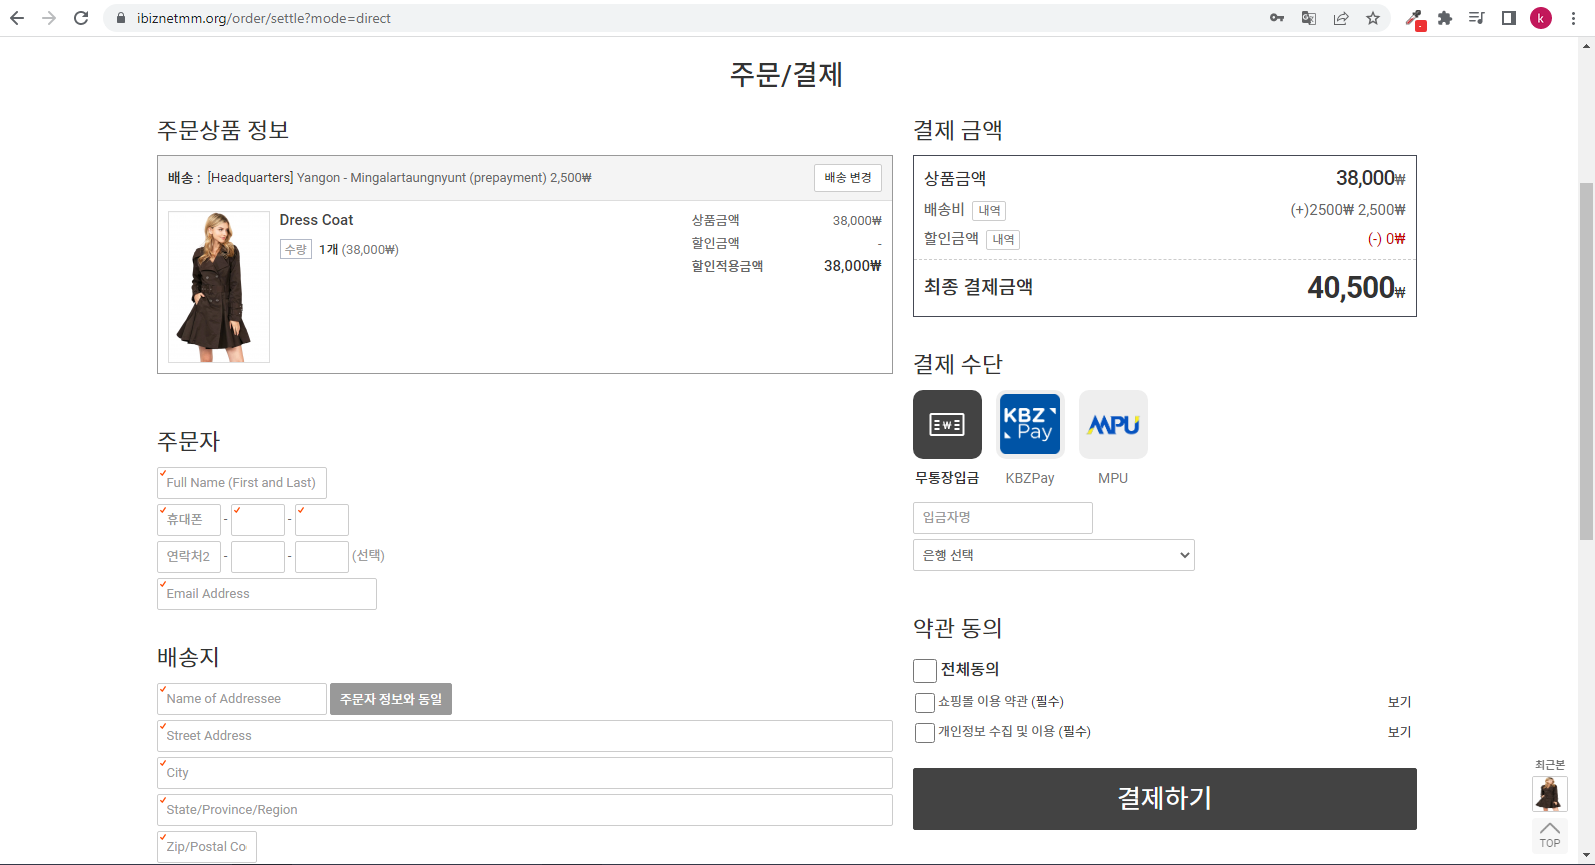 ibiznetmm.org/order/settle?mode=direct
k
주문/결제
주문상품 정보
배송 : [Headquarters] Yangon - Mingalartaungnyunt (prepayment) 2,500₩
배송 변경
Dress Coat
수량 1개 (38,000₩)
상품금액 38,000₩
할인금액 -
할인적용금액 38,000₩
주문자
Full Name (First and Last)
휴대폰 - -
연락처2 - - (선택)
Email Address
배송지
Name of Addressee 주문자 정보와 동일
Street Address
City
State/Province/Region
Zip/Postal Co
결제 금액
상품금액 38,000₩
배송비 내역 (+)2500₩ 2,500₩
할인금액 내역 (-) 0₩
최종 결제금액 40,500₩
결제 수단
KBZ Pay
MPU
무통장입금 KBZPay MPU
입금자명
은행 선택
약관 동의
전체동의
쇼핑몰 이용 약관 (필수) 보기
개인정보 수집 및 이용 (필수) 보기
결제하기
최근본
TOP